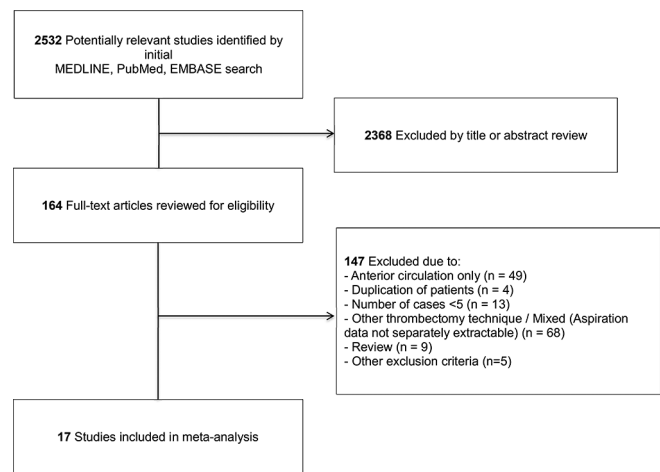 2532 Potentially relevant studies identified by
initial
MEDLINE, PubMed, EMBASE search
2368 Excluded by title or abstract review
164 Full-text articles reviewed for eligibility
147 Excluded due to:
- Anterior circulation only (n = 49)
- Duplication of patients (n = 4)
- Number of cases <5 (n = 13)
- Other thrombectomy technique / Mixed (Aspiration
data not separately extractable) (n = 68)
- Review (n = 9)
- Other exclusion criteria (n=5)
17 Studies included in meta-analysis